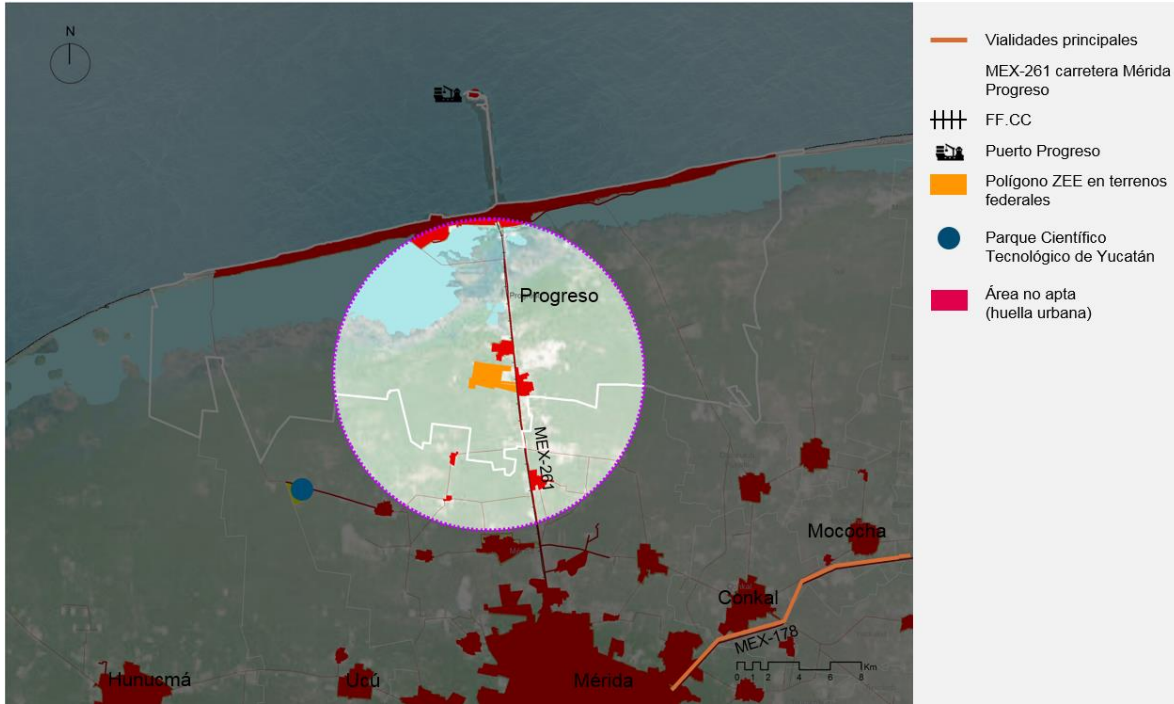 N
Progreso
MEX-261
Mocochá
Conkal
MEX-178
Hunucmá
Ucú
Mérida
0 1 2 4 6 8 Km
Vialidades principales
MEX-261 carretera Mérida
Progreso
FF.CC
Puerto Progreso
Polígono ZEE en terrenos
federales
Parque Científico
Tecnológico de Yucatán
Área no apta
(huella urbana)